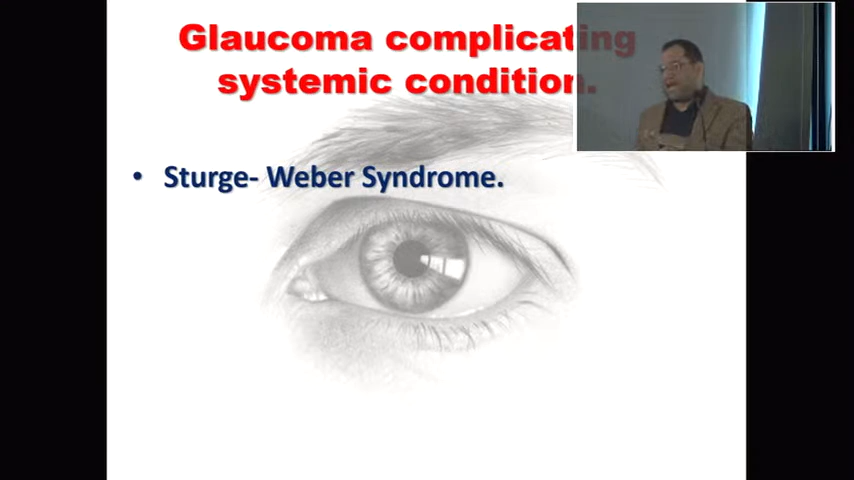 Glaucoma complicating
systemic condition.
• Sturge- Weber Syndrome.